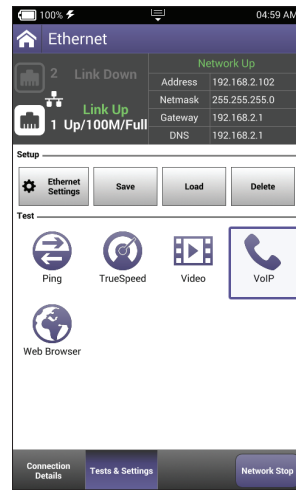 100%
04:59 AM
Ethernet
2 Link Down
Link Up
1 Up/100M/Full
Network Up
Address 192.168.2.102
Netmask 255.255.255.0
Gateway 192.168.2.1
DNS 192.168.2.1
Setup
Ethernet
Settings
Save
Load
Delete
Test
Ping
TrueSpeed
Video
VoIP
Web Browser
Connection
Details
Tests & Settings
Network Stop